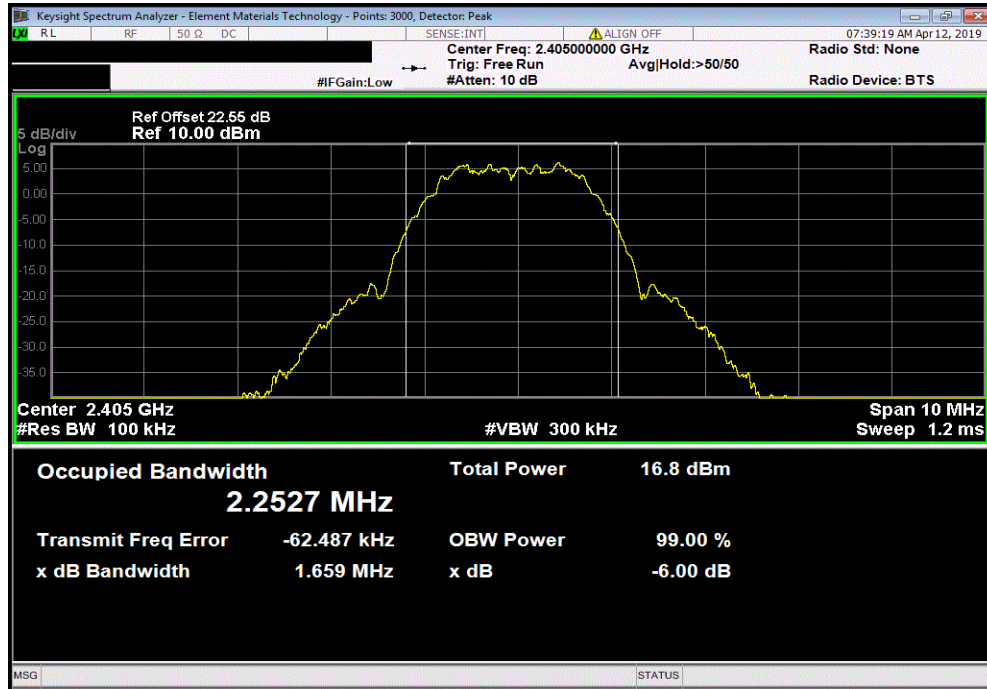 Keysight Spectrum Analyzer - Element Materials Technology - Points: 3000, Detector: Peak
LXI RL RF 50 Ω DC SENSE:INT ALIGN OFF 07:39:19 AM Apr 12, 2019
Center Freq: 2.405000000 GHz Radio Std: None
Trig: Free Run Avg|Hold:>50/50
#IFGain:Low #Atten: 10 dB Radio Device: BTS
Ref Offset 22.55 dB
5 dB/div Ref 10.00 dBm
Log
5.00
0.00
-5.00
-10.0
-15.0
-20.0
-25.0
-30.0
-35.0
Center 2.405 GHz Span 10 MHz
#Res BW 100 kHz #VBW 300 kHz Sweep 1.2 ms
Occupied Bandwidth Total Power 16.8 dBm
2.2527 MHz
Transmit Freq Error -62.487 kHz OBW Power 99.00 %
x dB Bandwidth 1.659 MHz x dB -6.00 dB
MSG STATUS